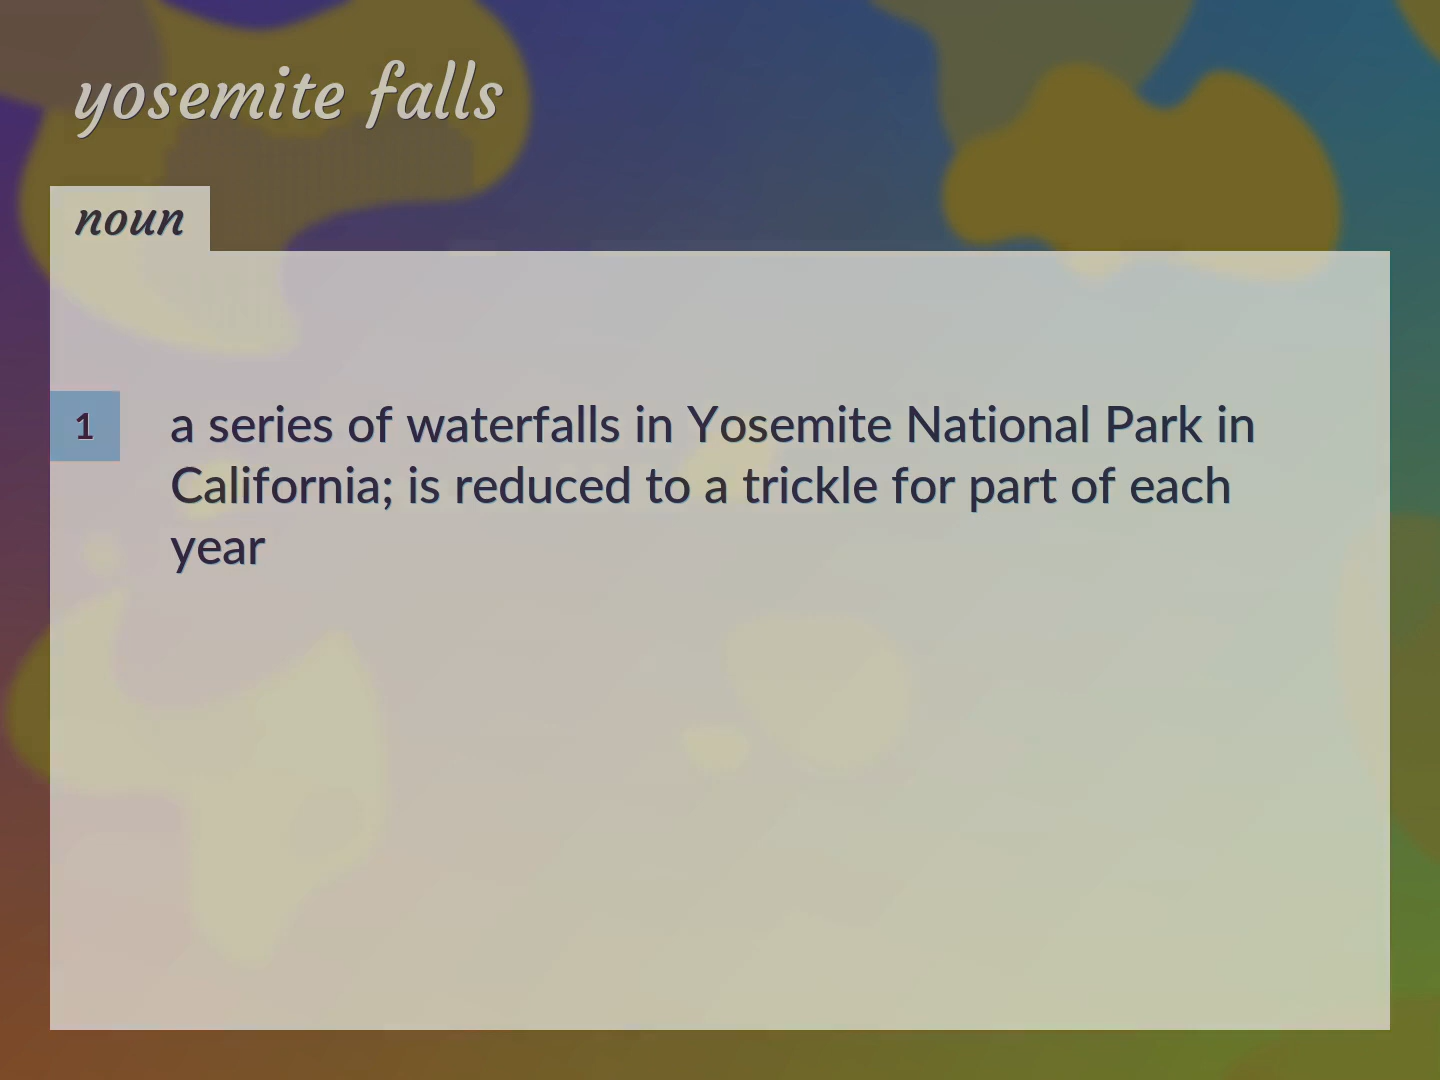 yosemite falls
noun
1
a series of waterfalls in Yosemite National Park in
California; is reduced to a trickle for part of each
year